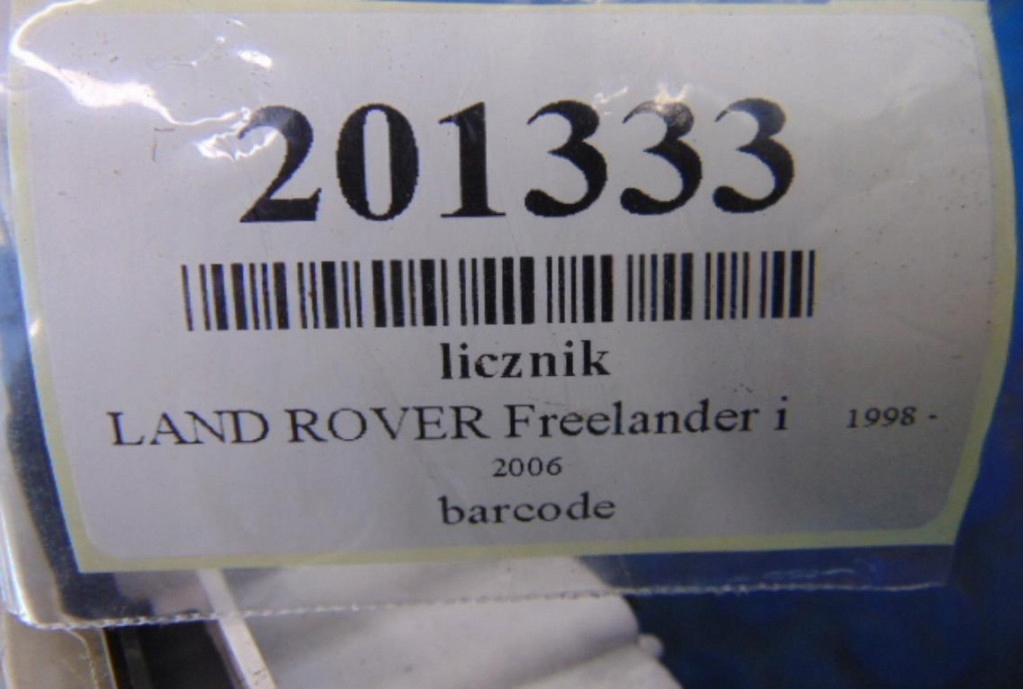 201333
licznik
LAND ROVER Freelander i 1998 -
2006
barcode